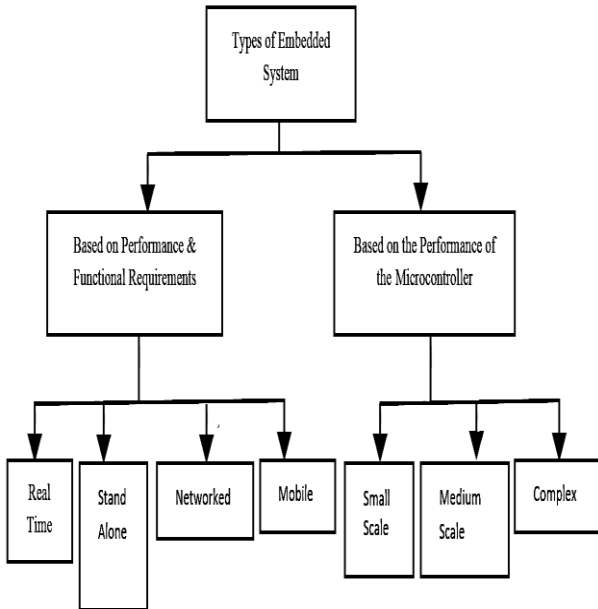 Types of Embedded
System
Based on Performance &
Functional Requirements
Based on the Performance of
the Microcontroller
Real
Time
Stand
Alone
Networked
Mobile
Small
Scale
Medium
Scale
Complex